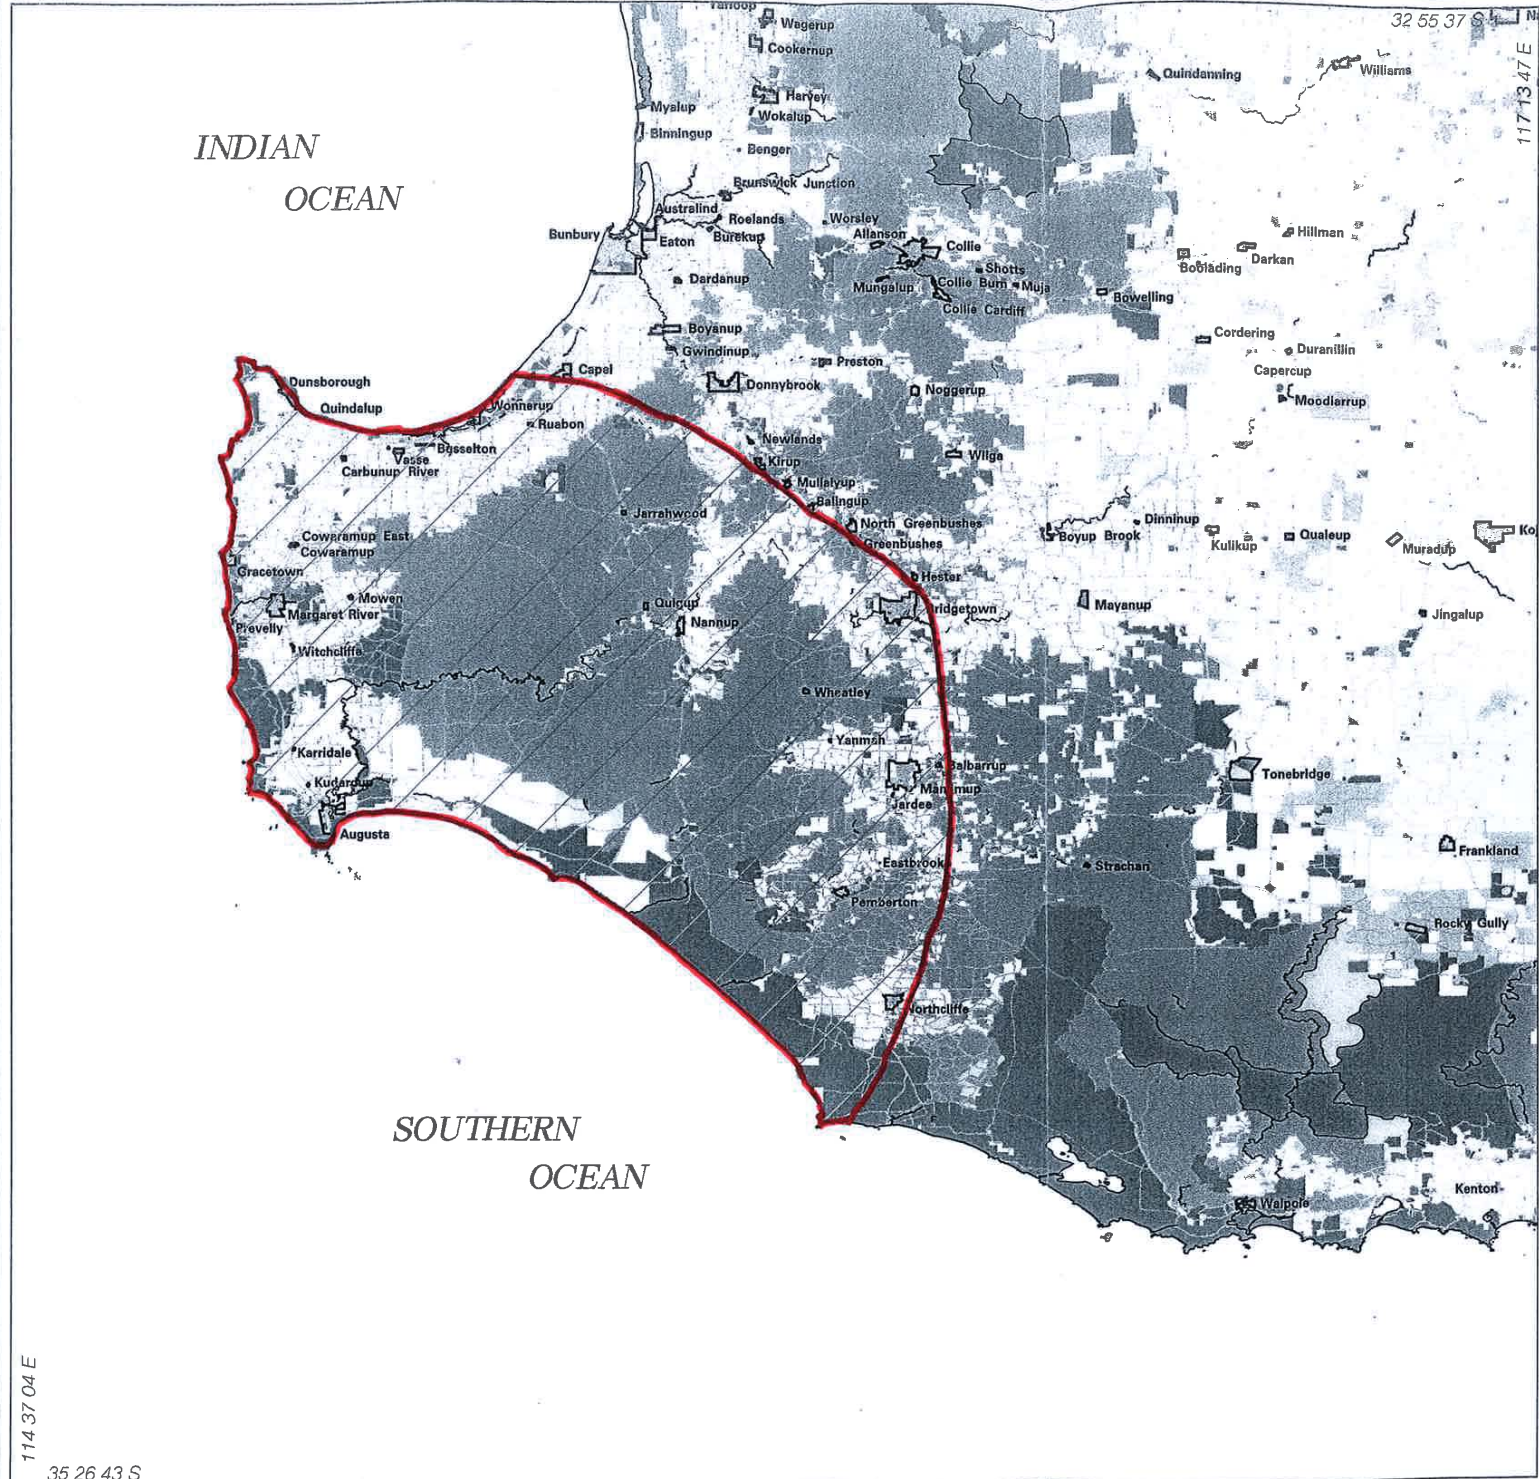 32 55 37 S
Wagerup
Cookernup
Williams
Quindanning
117 13 47 E
Harvey
Myalup
Wokalup
Binningup
INDIAN
OCEAN
Benger
Brunswick Junction
Australind
Roelands
Worsley
Bunbury
Eaton
Burekup
Allanson
Collie
Hillman
Darkan
Boolading
Shotts
Dardanup
Mungalup
Collie Burn
Muja
Collie Cardiff
Bowelling
Boyanup
Cordering
Gwindinup
Duranillin
Preston
Capel
Capercup
Dunsborough
Donnybrook
Noggerup
Moodiarrup
Quindalup
Wonnerup
Ruabon
Newlands
Busselton
Vasse
Carbunup River
Kirup
Wilga
Mullalyup
Balingup
Jarrahwood
North Greenbushes
Dinninup
Cowaramup East
Cowaramup
Greenbushes
Boyup Brook
Kulikup
Qualeup
Muradup
Ko
Gracetown
Hester
Mowen
Quigup
Bridgetown
Mayanup
Margaret River
Jingalup
Prevelly
Nannup
Witchcliffe
Wheatley
Karridale
Yanmah
Balbarrup
Tonebridge
Kudardup
Manjimup
Jardee
Augusta
Eastbrook
Strachan
Frankland
Pemberton
Rocky Gully
Northcliffe
SOUTHERN
OCEAN
Kenton
Walpole
114 37 04 E
35 26 43 S